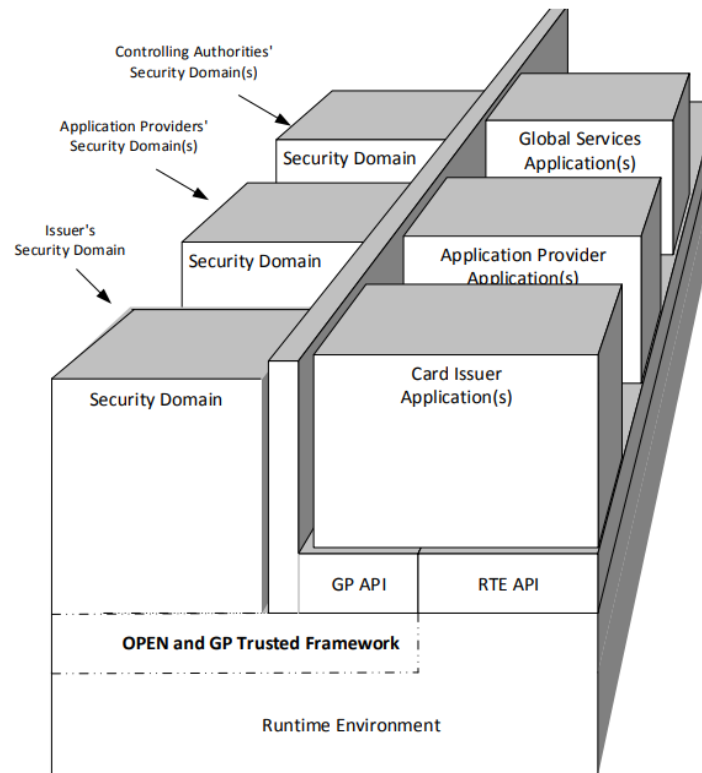 Controlling Authorities'
Security Domain(s)
Application Providers'
Security Domain(s)
Issuer's
Security Domain
Security Domain
Global Services
Application(s)
Security Domain
Application Provider
Application(s)
Security Domain
Card Issuer
Application(s)
GP API
RTE API
OPEN and GP Trusted Framework
Runtime Environment